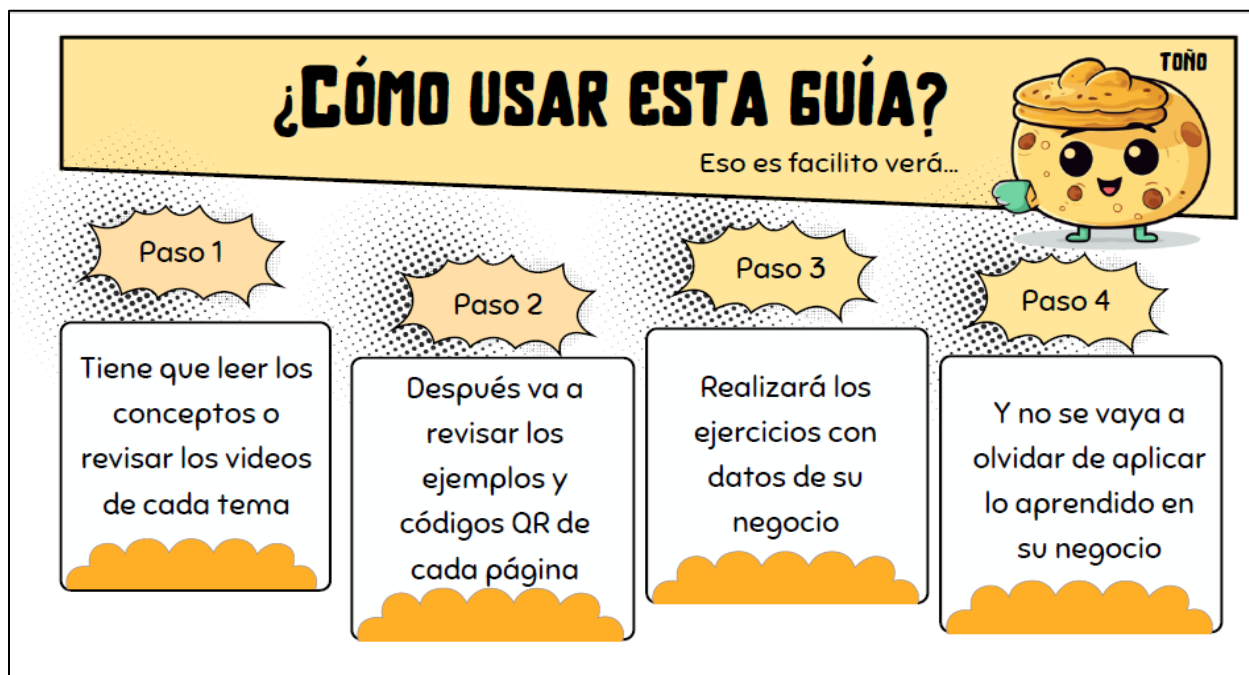 ¿CÓMO USAR ESTA GUÍA?
TOÑO
Eso es facilito verá...
Paso 1
Tiene que leer los
conceptos o
revisar los videos
de cada tema
Paso 2
Después va a
revisar los
ejemplos y
códigos QR de
cada página
Paso 3
Realizará los
ejercicios con
datos de su
negocio
Paso 4
Y no se vaya a
olvidar de aplicar
lo aprendido en
su negocio